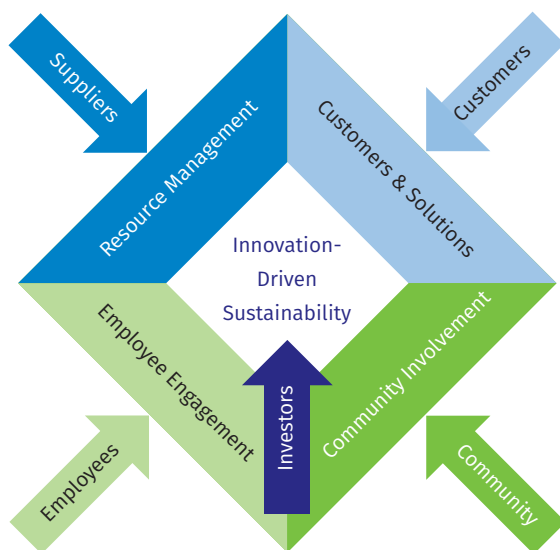 Suppliers
Customers
Resource Management
Customers & Solutions
Innovation-
Driven
Sustainability
Employee Engagement
Community Involvement
Investors
Employees
Community